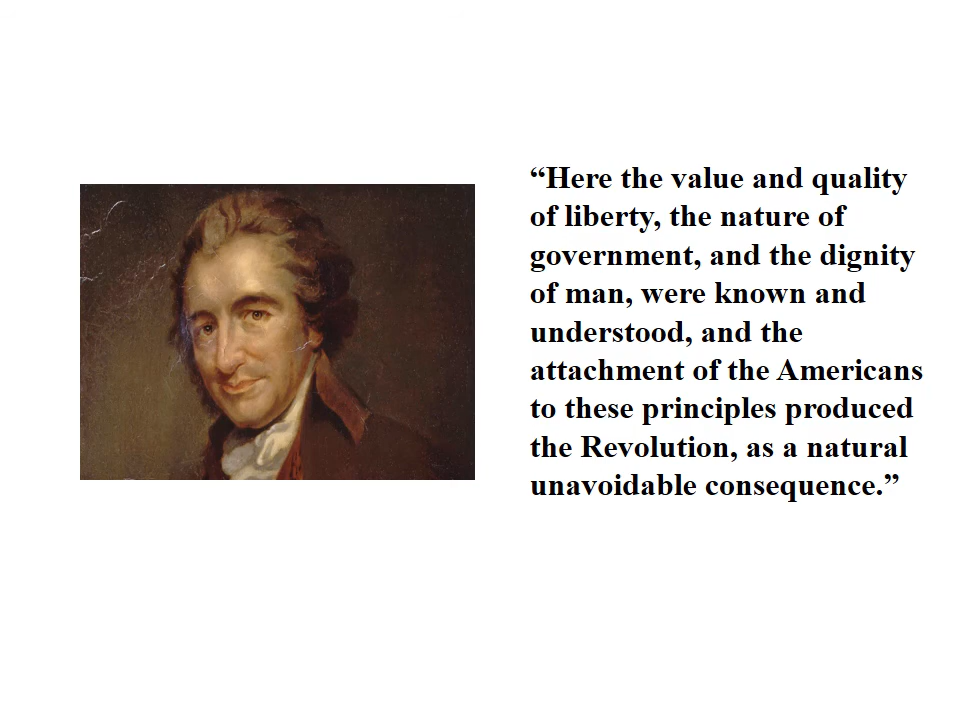 “Here the value and quality
of liberty, the nature of
government, and the dignity
of man, were known and
understood, and the
attachment of the Americans
to these principles produced
the Revolution, as a natural
unavoidable consequence.”